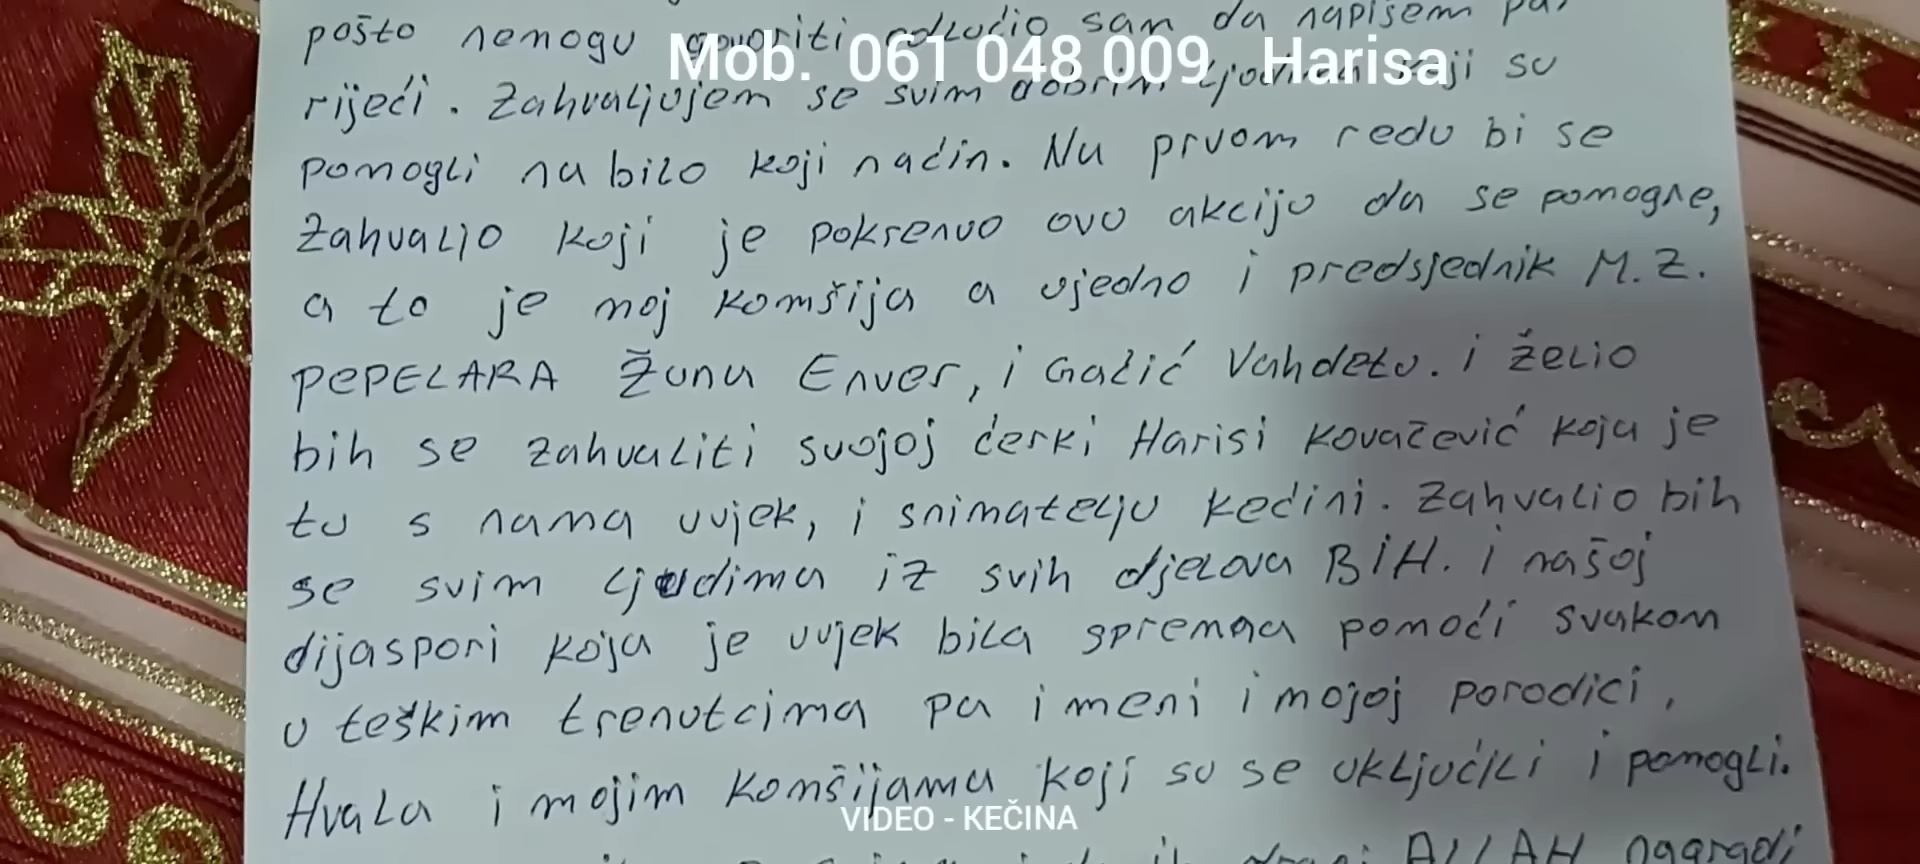 pošto nemogu govoriti odlučio sam da napišem par
Mob. 061 048 009 Harisa
riječi. Zahvaljujem se svim dobrim ljudima koji su
pomogli na bilo koji način. Na prvom redu bi se
Zahvalio koji je pokrenuo ovu akciju da se pomogne,
a to je moj komšija a ujedno i predsjednik M.Z.
PEPELARA Žuna Enver, i Galić Vahdetu. i želio
bih se zahvaliti svojoj ćerki Harisi Kovačević koja je
tu s nama uvjek, i snimatelju kećini. Zahvalio bih
se svim ljudima iz svih djelova BIH. i našoj
dijaspori koja je uvjek bila spremna pomoći svakom
u teškim trenutcima pa i meni i mojoj porodici,
Hvala i mojim Komšijama koji su se uključili i pomogli.
VIDEO - KEČINA
ALLAH nagradi